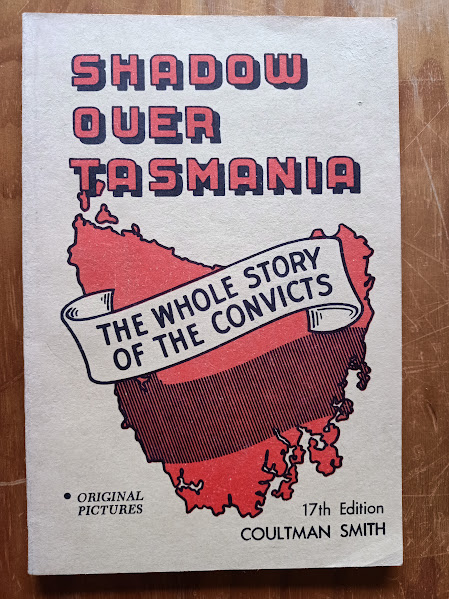 SHADOW
OVER
TASMANIA
THE WHOLE STORY
OF THE CONVICTS
• ORIGINAL
PICTURES
17th Edition
COULTMAN SMITH